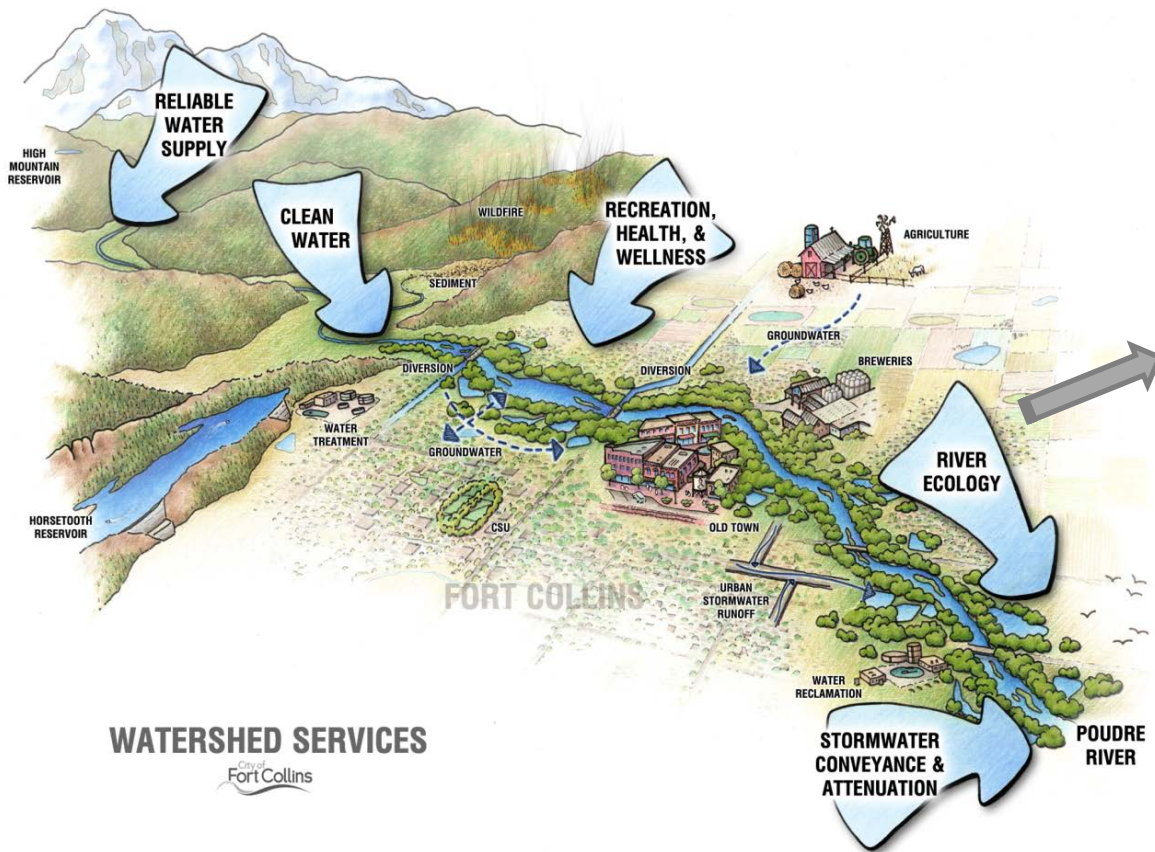 RELIABLE
WATER
SUPPLY
HIGH
MOUNTAIN
RESERVOIR
CLEAN
WATER
WILDFIRE
SEDIMENT
RECREATION,
HEALTH, &
WELLNESS
AGRICULTURE
GROUNDWATER
BREWERIES
DIVERSION
DIVERSION
WATER
TREATMENT
GROUNDWATER
HORSETOOTH
RESERVOIR
CSU
OLD TOWN
RIVER
ECOLOGY
FORT COLLINS
URBAN
STORMWATER
RUNOFF
WATER
RECLAMATION
STORMWATER
CONVEYANCE &
ATTENUATION
POUDRE
RIVER
WATERSHED SERVICES
City of
Fort Collins